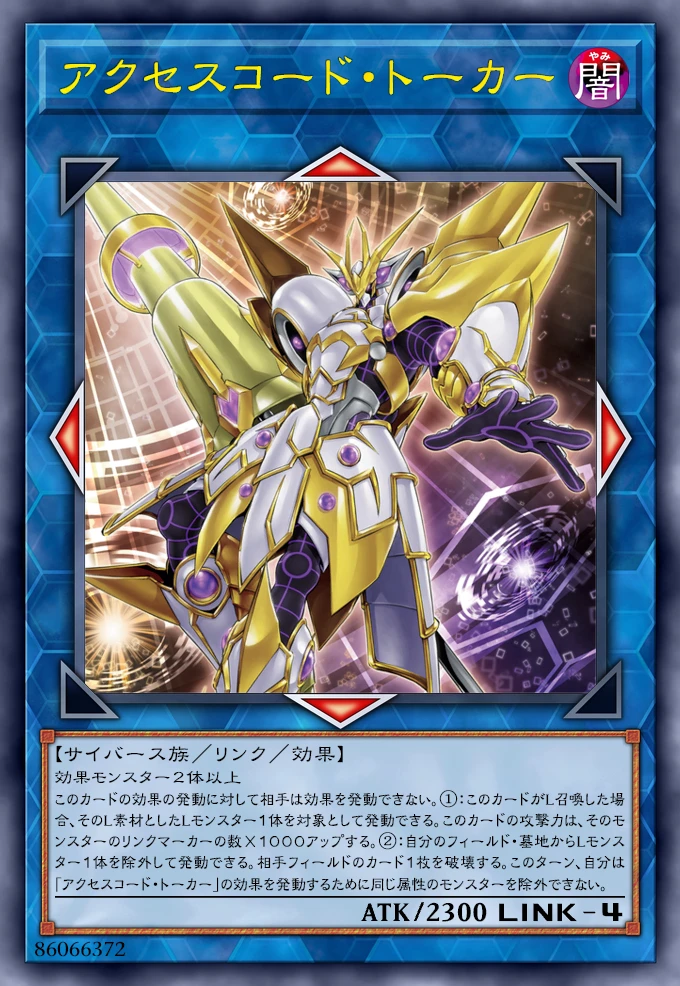 アクセスコード・トーカー
やみ
闇
【サイバース族／リンク／効果】
効果モンスター２体以上
このカードの効果の発動に対して相手は効果を発動できない。①：このカードがL召喚した場
合、そのL素材としたLモンスター1体を対象として発動できる。このカードの攻撃力は、そのモ
ンスターのリンクマーカーの数×1000アップする。②：自分のフィールド・墓地からLモンス
ター1体を除外して発動できる。相手フィールドのカード1枚を破壊する。このターン、自分は
「アクセスコード・トーカー」の効果を発動するために同じ属性のモンスターを除外できない。
ATK/2300 LINK-4
86066372